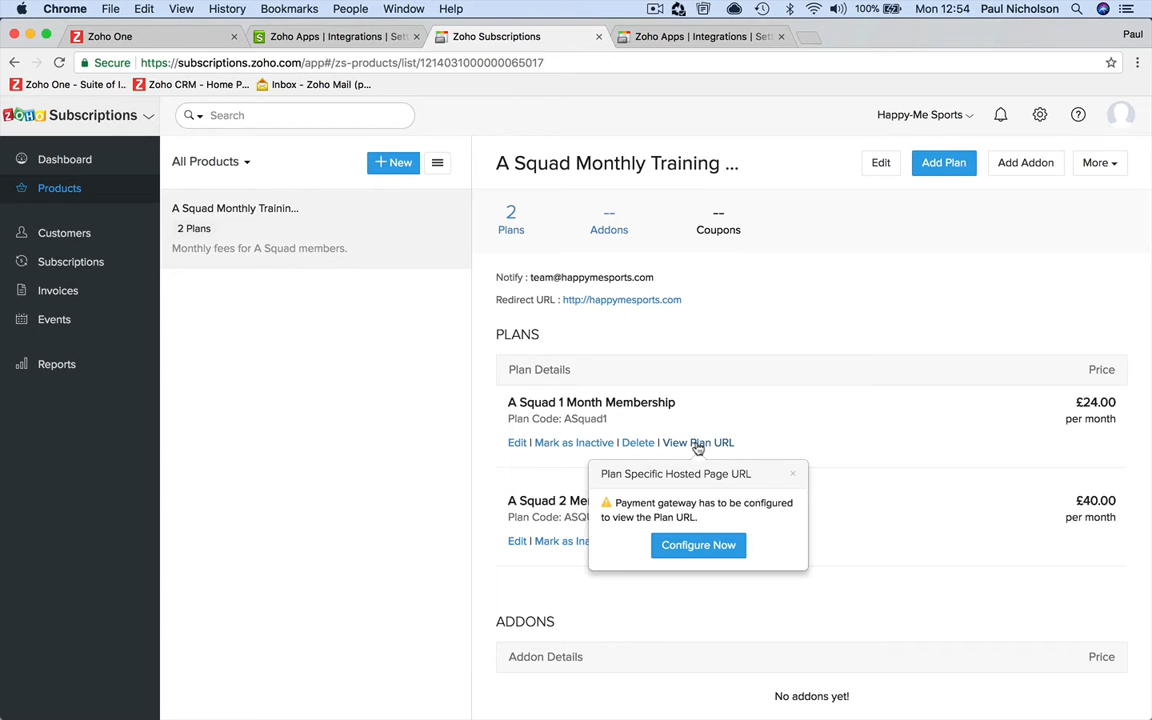 Chrome File Edit View History Bookmarks People Window Help 100% Mon 12:54 Paul Nicholson
Zoho One × Zoho Apps | Integrations | Set × Zoho Subscriptions × Zoho Apps | Integrations | Set × Paul
Secure https://subscriptions.zoho.com/app#/zs-products/list/1214031000000065017
Zoho One - Suite of I.. Zoho CRM - Home P... Inbox - Zoho Mail (p...
ZOHO Subscriptions Search Happy-Me Sports
Dashboard
Products
Customers
Subscriptions
Invoices
Events
Reports
All Products + New
A Squad Monthly Trainin...
2 Plans
Monthly fees for A Squad members.
A Squad Monthly Training ... Edit Add Plan Add Addon More
2 -- --
Plans Addons Coupons
Notify : team@happymesports.com
Redirect URL : http://happymesports.com
PLANS
Plan Details Price
A Squad 1 Month Membership £24.00
Plan Code: ASquad1 per month
Edit | Mark as Inactive | Delete | View Plan URL
Plan Specific Hosted Page URL ×
Payment gateway has to be configured
to view the Plan URL.
Configure Now
A Squad 2 Me £40.00
Plan Code: ASQ per month
Edit | Mark as Ina
ADDONS
Addon Details Price
No addons yet!